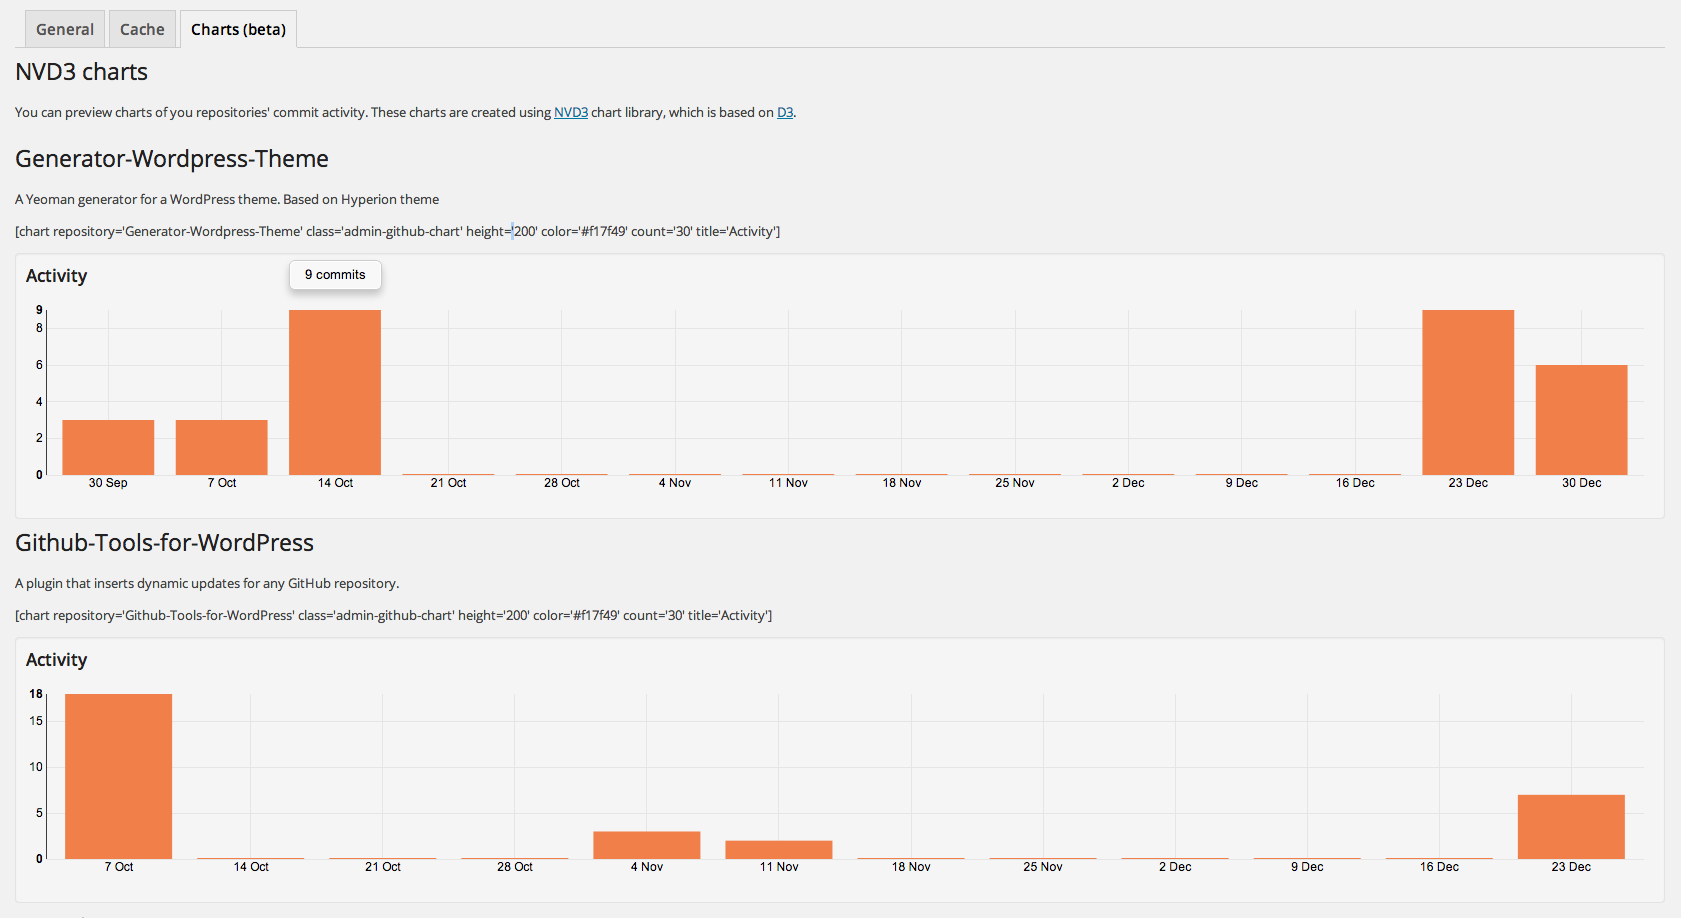 General Cache Charts (beta)
NVD3 charts
You can preview charts of you repositories' commit activity. These charts are created using NVD3 chart library, which is based on D3.
Generator-Wordpress-Theme
A Yeoman generator for a WordPress theme. Based on Hyperion theme
[chart repository='Generator-Wordpress-Theme' class='admin-github-chart' height='200' color='#f17f49' count='30' title='Activity']
Activity
9 commits
9
8
6
4
2
0
30 Sep 7 Oct 14 Oct 21 Oct 28 Oct 4 Nov 11 Nov 18 Nov 25 Nov 2 Dec 9 Dec 16 Dec 23 Dec 30 Dec
Github-Tools-for-WordPress
A plugin that inserts dynamic updates for any GitHub repository.
[chart repository='Github-Tools-for-WordPress' class='admin-github-chart' height='200' color='#f17f49' count='30' title='Activity']
Activity
18
15
10
5
0
7 Oct 14 Oct 21 Oct 28 Oct 4 Nov 11 Nov 18 Nov 25 Nov 2 Dec 9 Dec 16 Dec 23 Dec